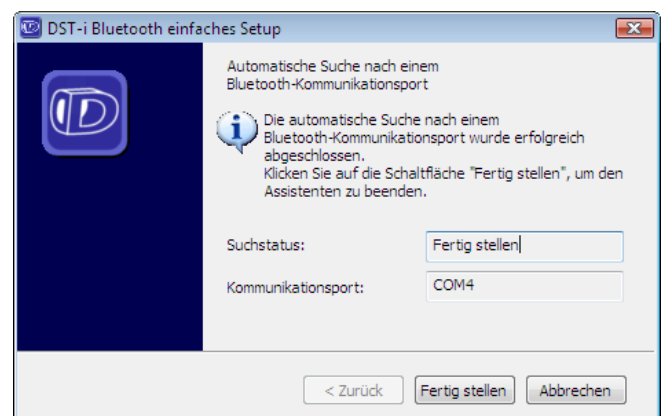 DST-i Bluetooth einfaches Setup
Automatische Suche nach einem
Bluetooth-Kommunikationsport
Die automatische Suche nach einem
Bluetooth-Kommunikationsport wurde erfolgreich
abgeschlossen.
Klicken Sie auf die Schaltfläche "Fertig stellen", um den
Assistenten zu beenden.
Suchstatus: Fertig stellen
Kommunikationsport: COM4
< Zurück Fertig stellen Abbrechen